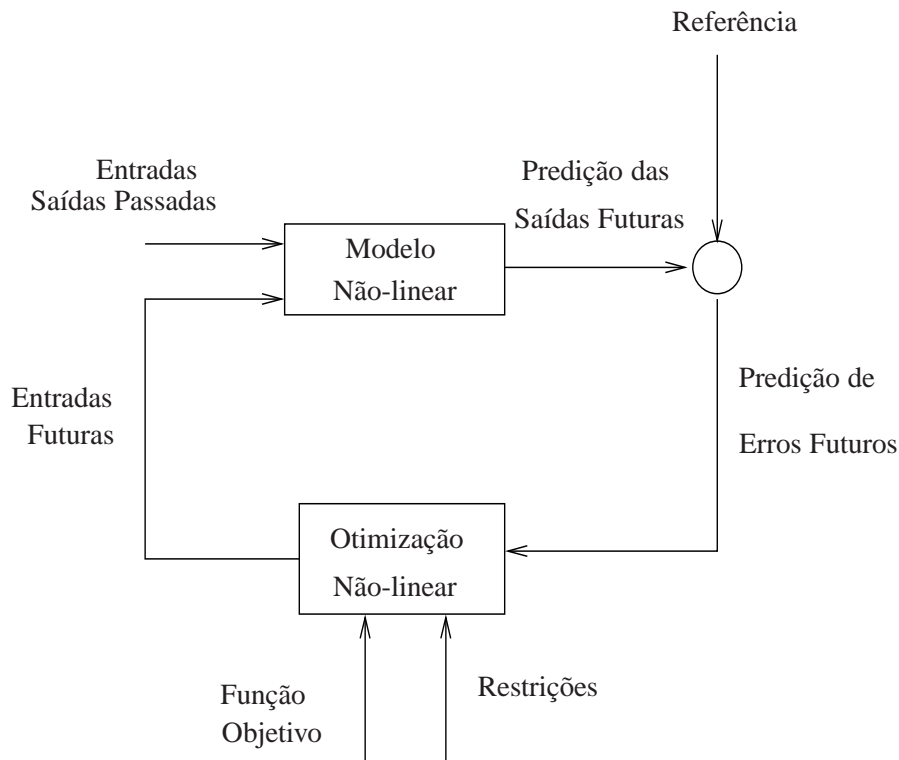 Referência
Entradas
Saídas Passadas
Predição das
Saídas Futuras
Modelo
Não-linear
Entradas
Futuras
Predição de
Erros Futuros
Otimização
Não-linear
Função
Objetivo
Restrições